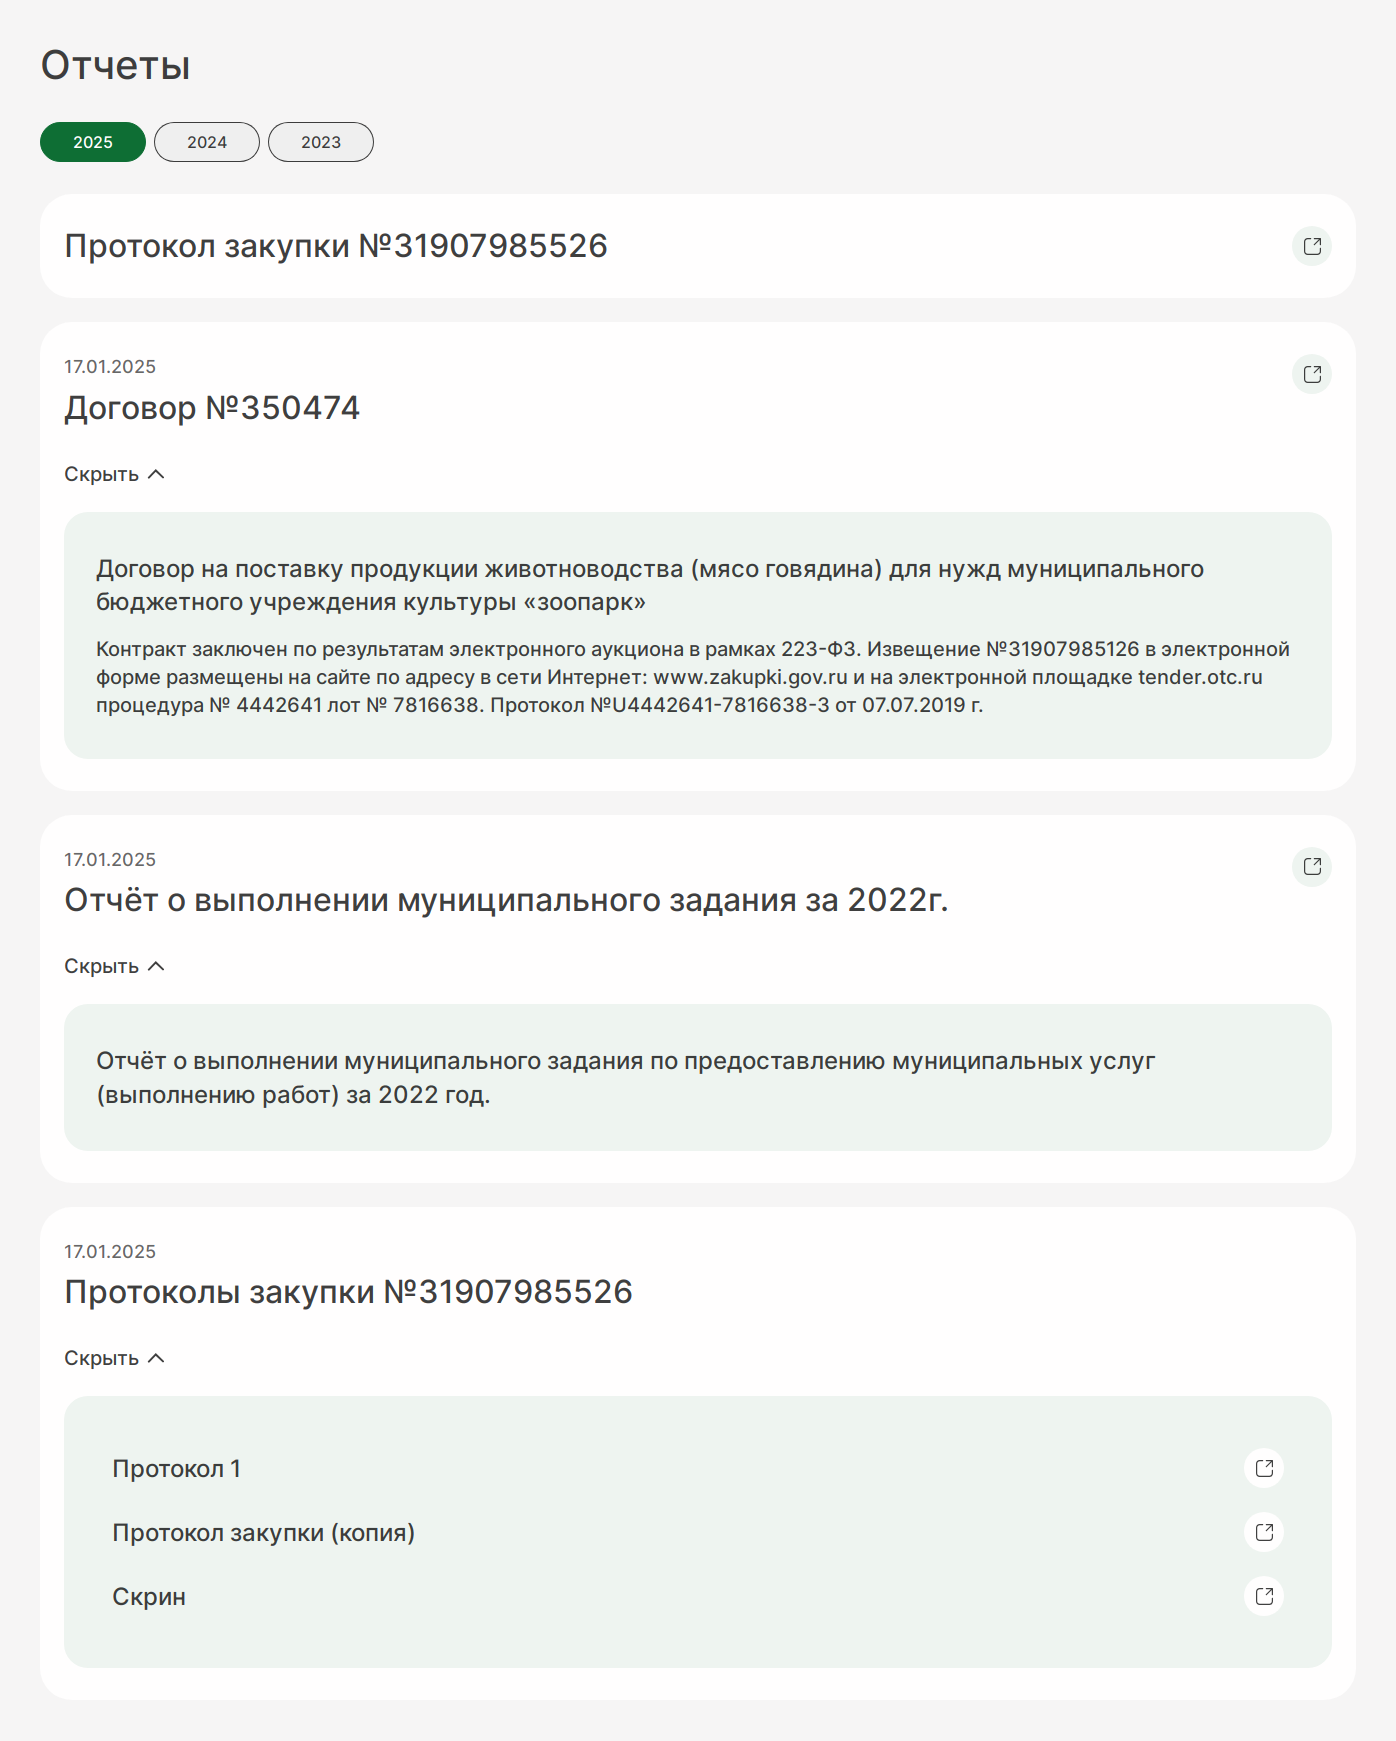 Отчеты
2025
2024
2023
Протокол закупки №31907985526
17.01.2025
Договор №350474
Скрыть
Договор на поставку продукции животноводства (мясо говядина) для нужд муниципального
бюджетного учреждения культуры «зоопарк»
Контракт заключен по результатам электронного аукциона в рамках 223-ФЗ. Извещение №31907985126 в электронной
форме размещены на сайте по адресу в сети Интернет: www.zakupki.gov.ru и на электронной площадке tender.otc.ru
процедура № 4442641 лот № 7816638. Протокол №U4442641-7816638-3 от 07.07.2019 г.
17.01.2025
Отчёт о выполнении муниципального задания за 2022г.
Скрыть
Отчёт о выполнении муниципального задания по предоставлению муниципальных услуг
(выполнению работ) за 2022 год.
17.01.2025
Протоколы закупки №31907985526
Скрыть
Протокол 1
Протокол закупки (копия)
Скрин